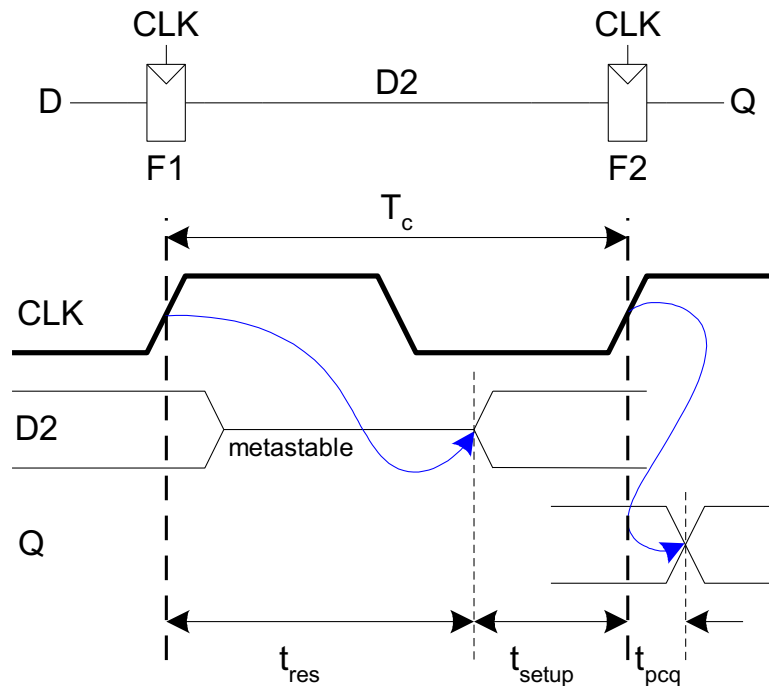 CLK CLK
D D2 Q
F1 F2
T_c
CLK
D2
metastable
Q
t_res t_setup t_pcq